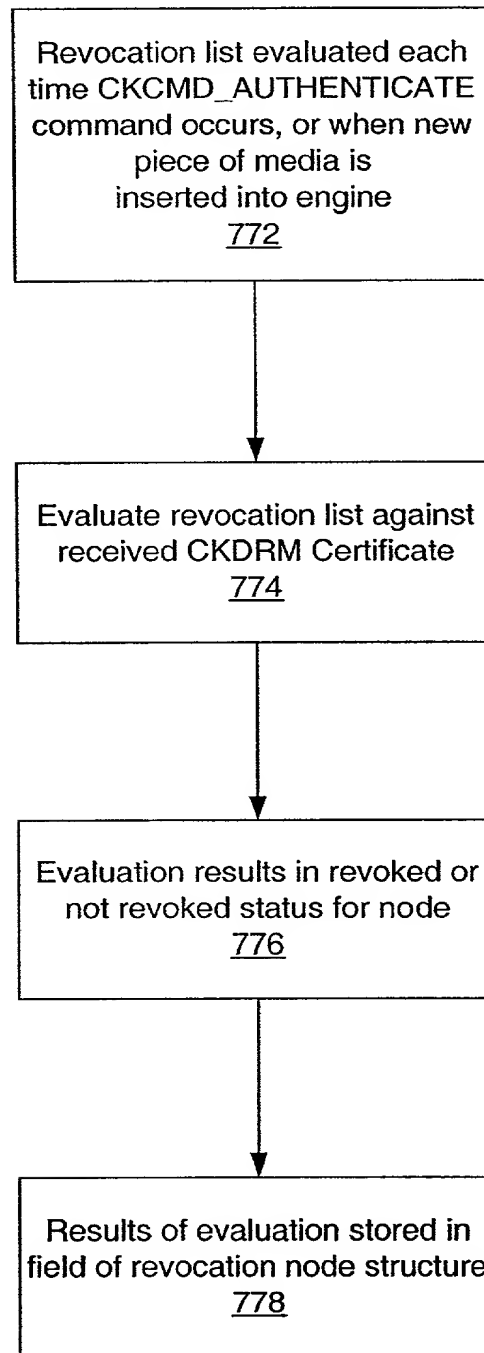 Revocation list evaluated each
time CKCMD_AUTHENTICATE
command occurs, or when new
piece of media is
inserted into engine
772
Evaluate revocation list against
received CKDRM Certificate
774
Evaluation results in revoked or
not revoked status for node
776
Results of evaluation stored in
field of revocation node structure
778